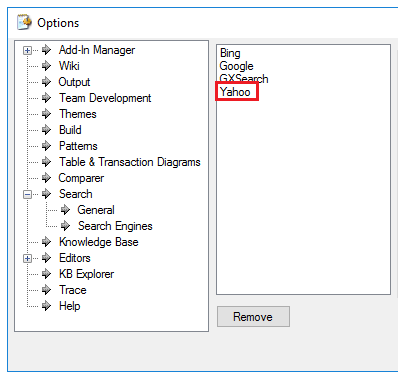 Options
Add-In Manager
Wiki
Output
Team Development
Themes
Build
Patterns
Table & Transaction Diagrams
Comparer
Search
General
Search Engines
Knowledge Base
Editors
KB Explorer
Trace
Help
Bing
Google
GXSearch
Yahoo
Remove